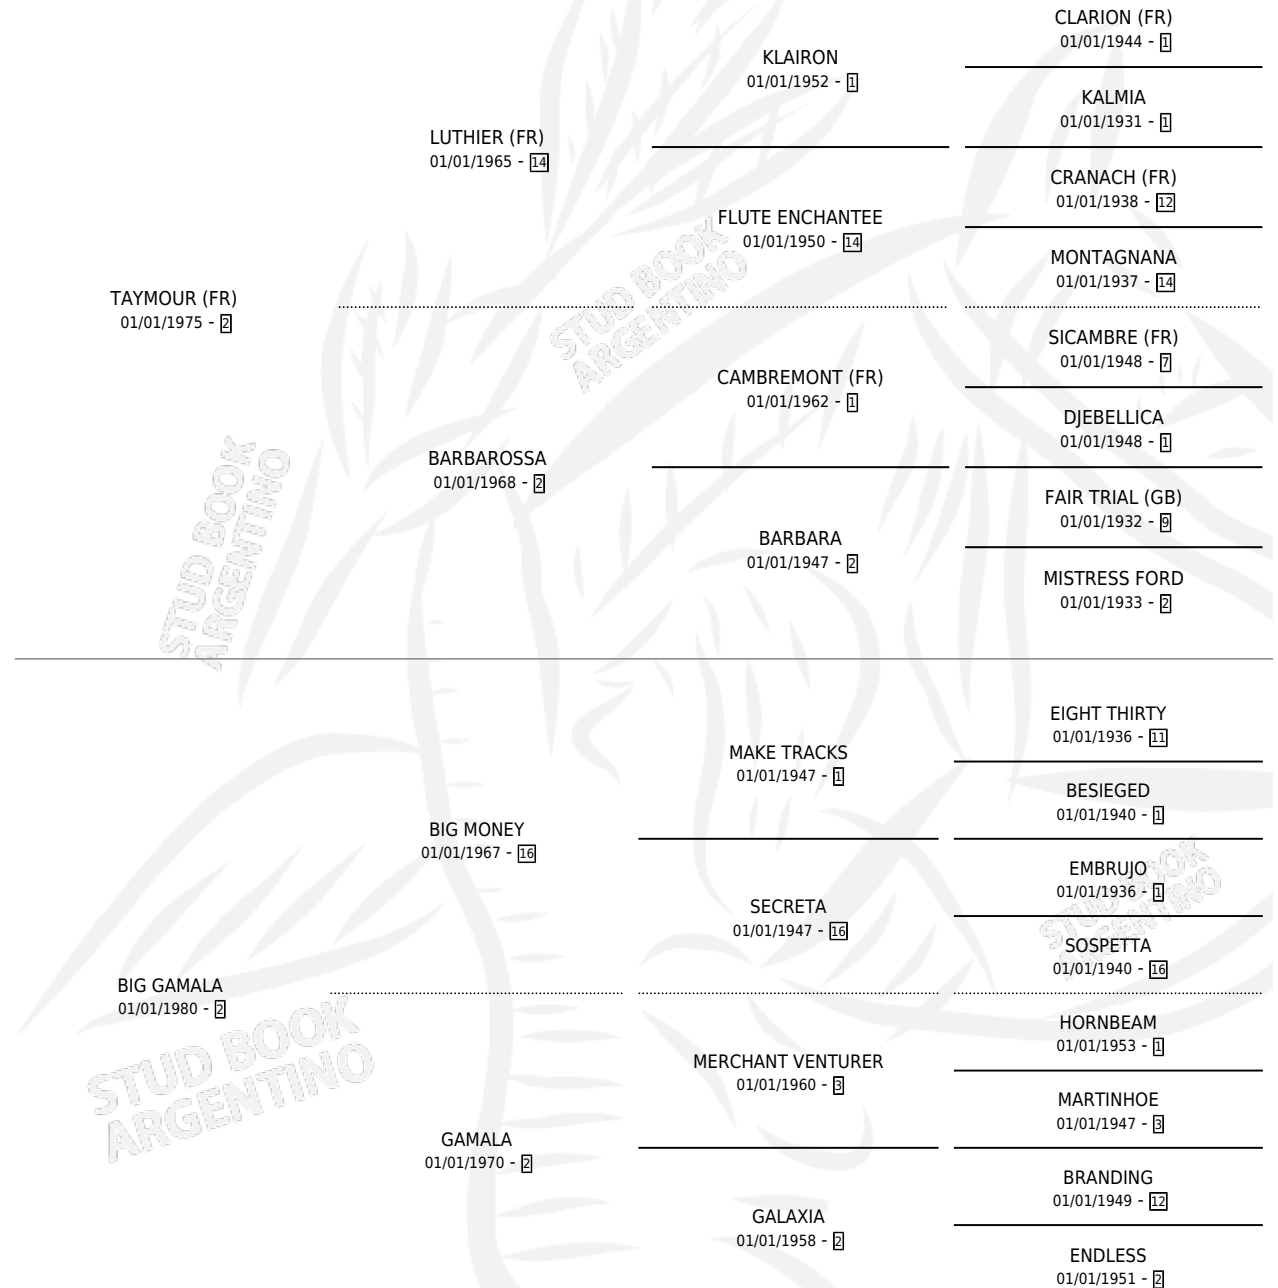 CLARION (FR)
01/01/1944 - 1
KLAIRON
01/01/1952 - 1
KALMIA
01/01/1931 - 1
LUTHIER (FR)
01/01/1965 - 14
CRANACH (FR)
01/01/1938 - 12
FLUTE ENCHANTEE
01/01/1950 - 14
MONTAGNANA
01/01/1937 - 14
TAYMOUR (FR)
01/01/1975 - 2
STUD BOOK
ARGENTINO
SICAMBRE (FR)
01/01/1948 - 7
CAMBREMONT (FR)
01/01/1962 - 1
DJEBELLICA
01/01/1948 - 1
BARBAROSSA
01/01/1968 - 2
FAIR TRIAL (GB)
01/01/1932 - 9
BARBARA
01/01/1947 - 2
MISTRESS FORD
01/01/1933 - 2
STUD BOOK
ARGENTINO
EIGHT THIRTY
01/01/1936 - 11
MAKE TRACKS
01/01/1947 - 1
BESIEGED
01/01/1940 - 1
BIG MONEY
01/01/1967 - 16
EMBRUJO
01/01/1936 - 1
SECRETA
01/01/1947 - 16
SOSPETTA
01/01/1940 - 16
STUD BOOK
ARGENTINO
BIG GAMALA
01/01/1980 - 2
STUD BOOK
ARGENTINO
HORNBEAM
01/01/1953 - 1
MERCHANT VENTURER
01/01/1960 - 3
MARTINHOE
01/01/1947 - 3
GAMALA
01/01/1970 - 2
BRANDING
01/01/1949 - 12
GALAXIA
01/01/1958 - 2
ENDLESS
01/01/1951 - 2